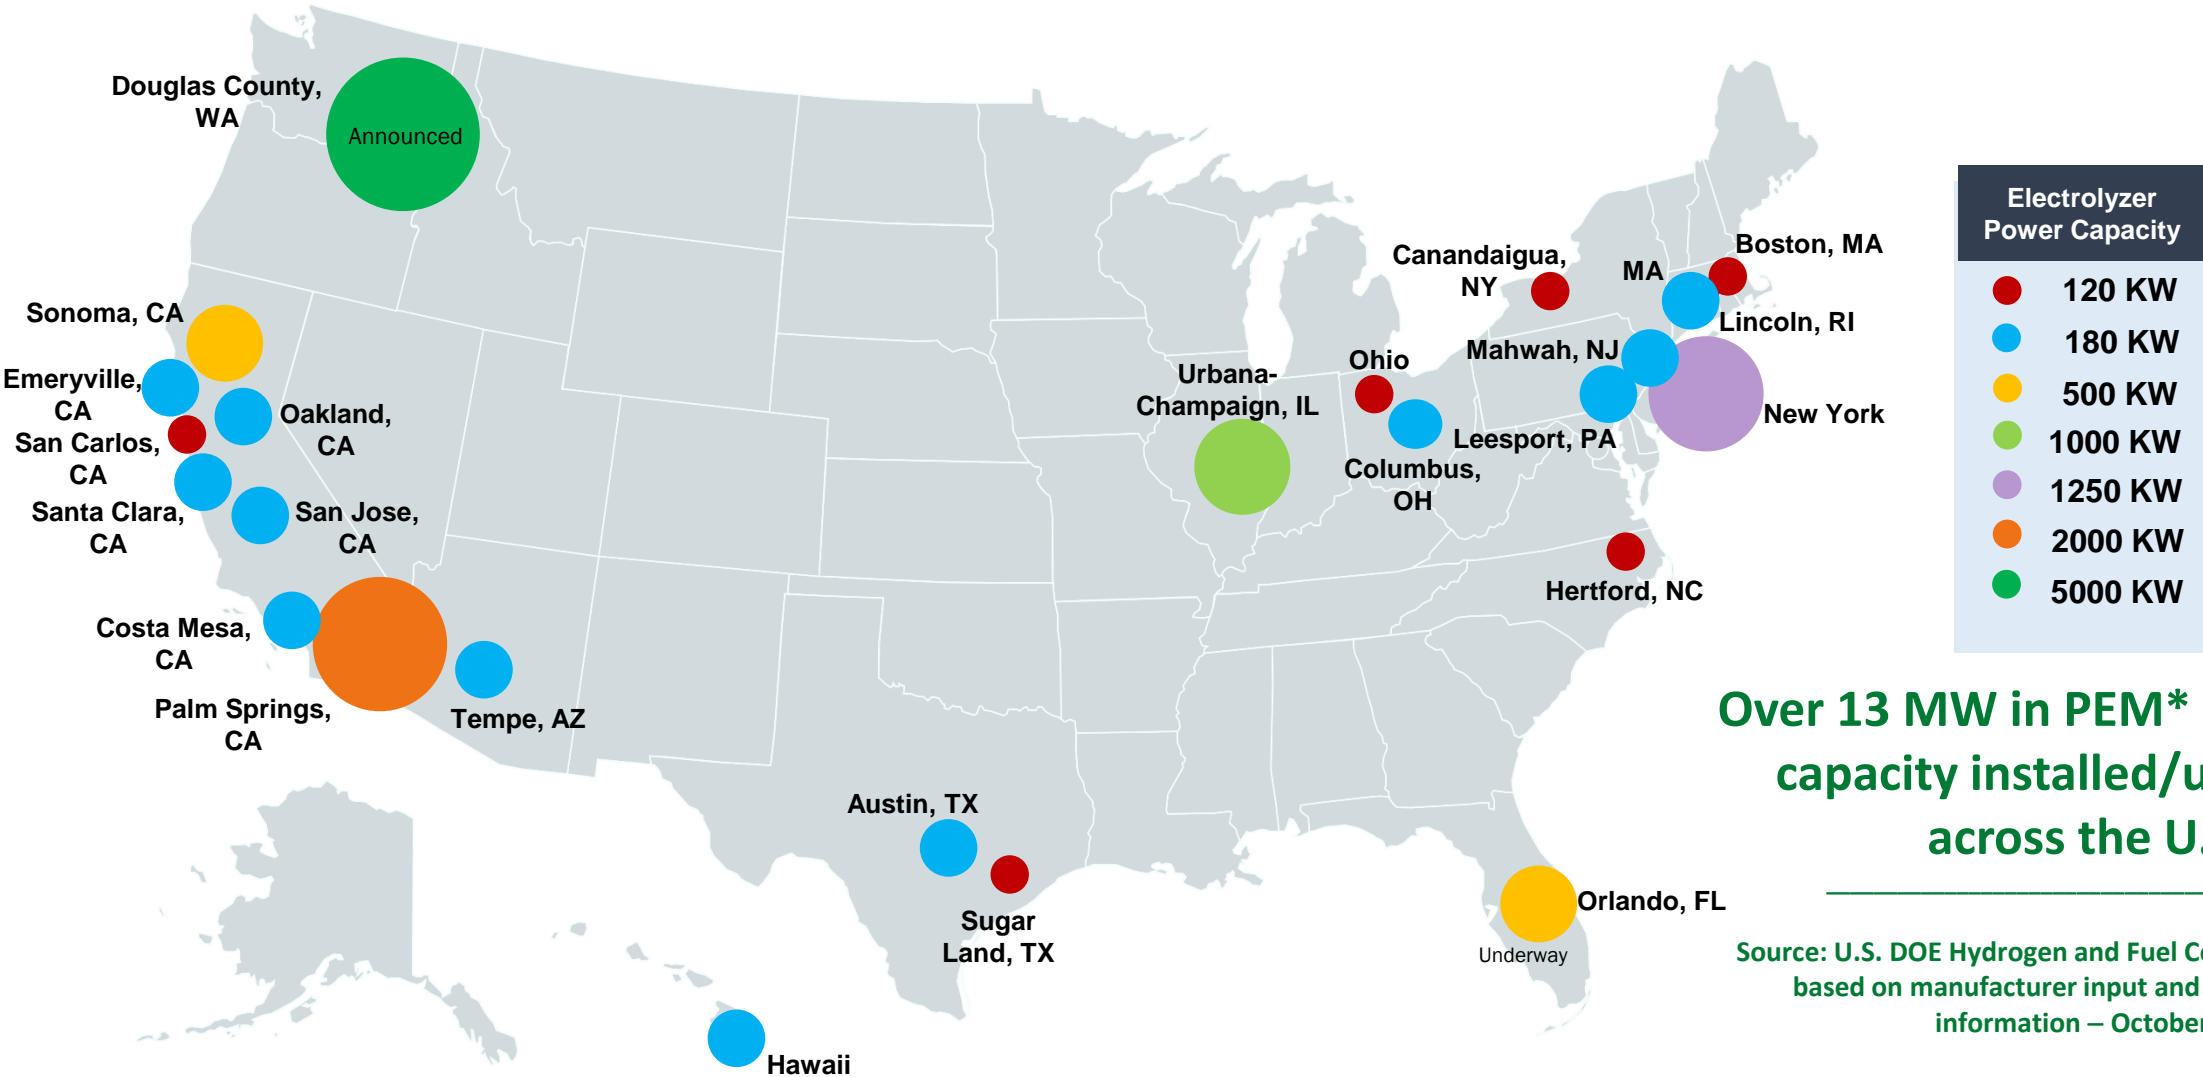 Douglas County,
WA
Announced
Sonoma, CA
Emeryville,
CA
Oakland,
CA
San Carlos,
CA
Santa Clara,
CA
San Jose,
CA
Costa Mesa,
CA
Palm Springs,
CA
Tempe, AZ
Austin, TX
Sugar
Land, TX
Hawaii
Urbana-
Champaign, IL
Ohio
Columbus,
OH
Canandaigua,
NY
MA
Boston, MA
Lincoln, RI
Mahwah, NJ
Leesport, PA
New York
Hertford, NC
Orlando, FL
Underway
Electrolyzer
Power Capacity
120 KW
180 KW
500 KW
1000 KW
1250 KW
2000 KW
5000 KW
Over 13 MW in PEM*
capacity installed/u
across the U.
Source: U.S. DOE Hydrogen and Fuel Ce
based on manufacturer input and
information – October